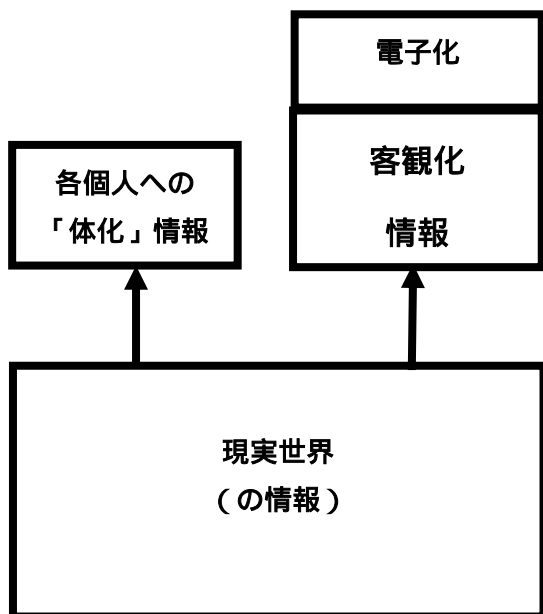 電子化
客観化
情報
各個人への
「体化」情報
現実世界
(の情報)